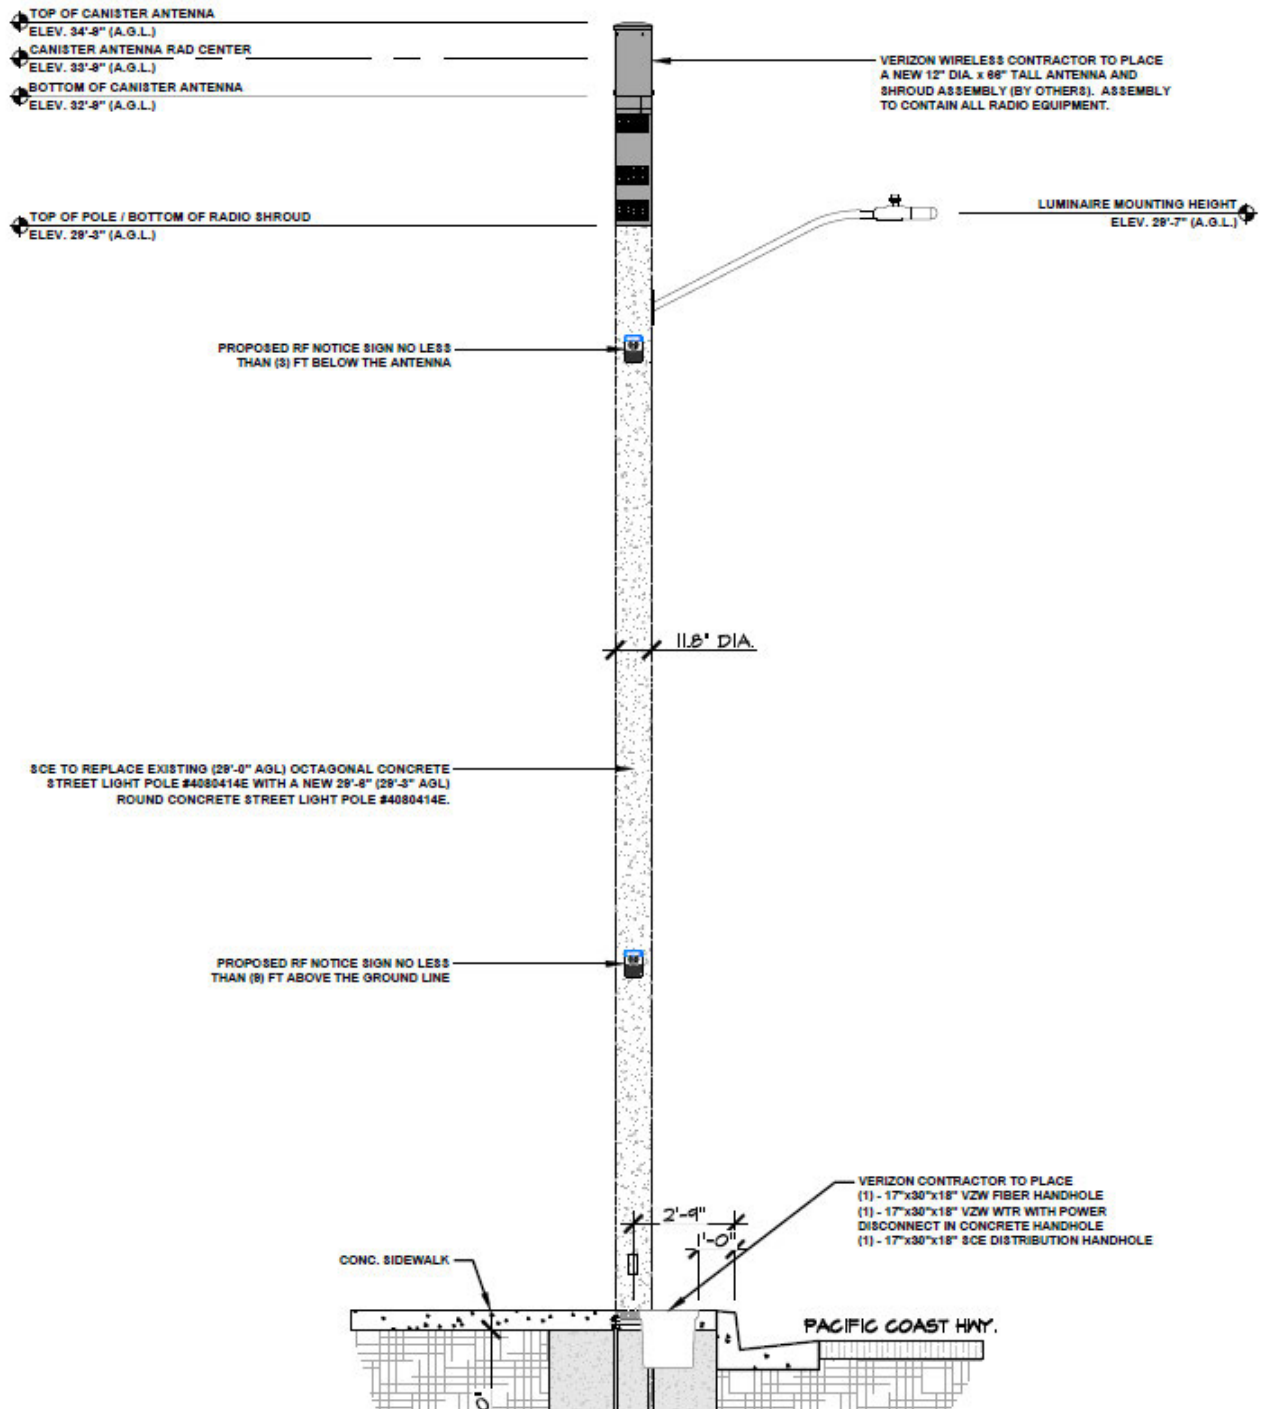 TOP OF CANISTER ANTENNA
ELEV. 34'-9" (A.G.L.)
CANISTER ANTENNA RAD CENTER
ELEV. 33'-9" (A.G.L.)
BOTTOM OF CANISTER ANTENNA
ELEV. 32'-9" (A.G.L.)
VERIZON WIRELESS CONTRACTOR TO PLACE
A NEW 12" DIA. x 66" TALL ANTENNA AND
SHROUD ASSEMBLY (BY OTHERS). ASSEMBLY
TO CONTAIN ALL RADIO EQUIPMENT.
TOP OF POLE / BOTTOM OF RADIO SHROUD
ELEV. 29'-3" (A.G.L.)
LUMINAIRE MOUNTING HEIGHT
ELEV. 29'-7" (A.G.L.)
PROPOSED RF NOTICE SIGN NO LESS
THAN (3) FT BELOW THE ANTENNA
11.8" DIA.
SCE TO REPLACE EXISTING (29'-0" AGL) OCTAGONAL CONCRETE
STREET LIGHT POLE #4080414E WITH A NEW 29'-6" (29'-3" AGL)
ROUND CONCRETE STREET LIGHT POLE #4080414E.
PROPOSED RF NOTICE SIGN NO LESS
THAN (9) FT ABOVE THE GROUND LINE
VERIZON CONTRACTOR TO PLACE
(1) - 17"x30"x18" VZW FIBER HANDHOLE
(1) - 17"x30"x18" VZW WTR WITH POWER
DISCONNECT IN CONCRETE HANDHOLE
(1) - 17"x30"x18" SCE DISTRIBUTION HANDHOLE
2'-9"
1'-0"
CONC. SIDEWALK
PACIFIC COAST HWY.